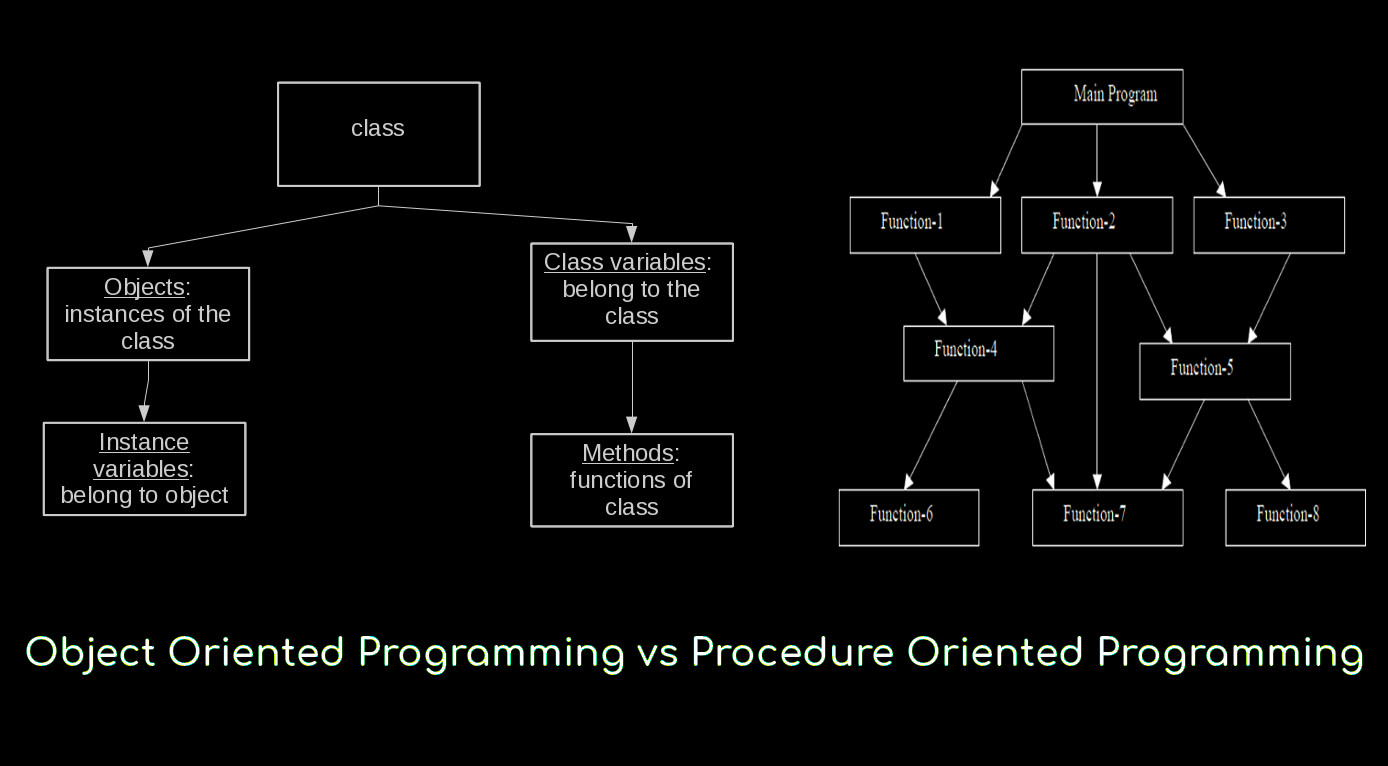 class
Objects:
instances of the
class
Instance
variables:
belong to object
Class variables:
belong to the
class
Methods:
functions of
class
Main Program
Function-1
Function-2
Function-3
Function-4
Function-5
Function-6
Function-7
Function-8
Object Oriented Programming vs Procedure Oriented Programming